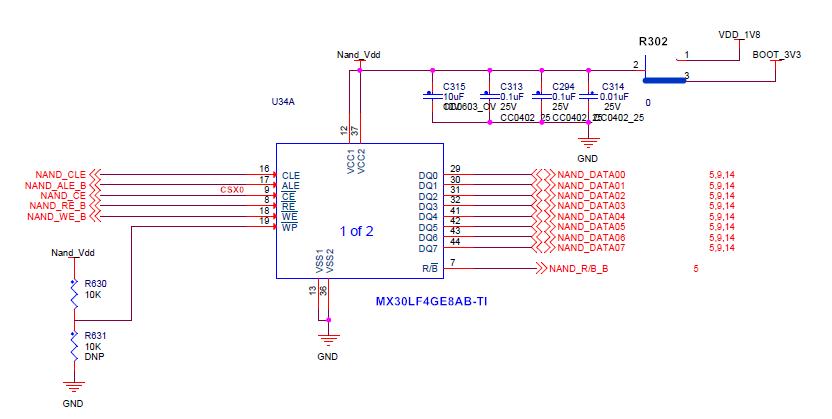 R302
VDD_1V8
BOOT_3V3
1
2
3
0
Nand_Vdd
C315
10uF
C313
0.1uF
25V
CC0402_25
C294
0.1uF
25V
CC0402_25
C314
0.01uF
25V
CC0402_25
GND
U34A
12
37
VCC1
VCC2
NAND_CLE 16 CLE
NAND_ALE_B 17 ALE
NAND_CE CSX0 9 CE
NAND_RE_B 8 RE
NAND_WE_B 18 WE
19 WP
1 of 2
DQ0 29 NAND_DATA00 5,9,14
DQ1 30 NAND_DATA01 5,9,14
DQ2 31 NAND_DATA02 5,9,14
DQ3 32 NAND_DATA03 5,9,14
DQ4 41 NAND_DATA04 5,9,14
DQ5 42 NAND_DATA05 5,9,14
DQ6 43 NAND_DATA06 5,9,14
DQ7 44 NAND_DATA07 5,9,14
R/B 7 NAND_R/B_B 5
VSS1
VSS2
13
36
MX30LF4GE8AB-TI
GND
Nand_Vdd
R630
10K
R631
10K
DNP
GND